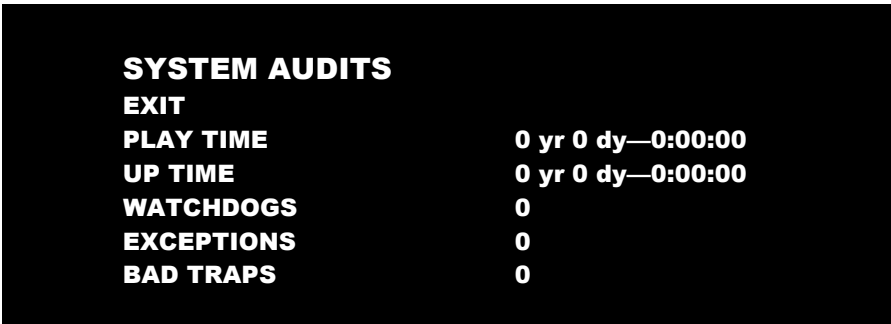 SYSTEM AUDITS
EXIT
PLAY TIME 0 yr 0 dy—0:00:00
UP TIME 0 yr 0 dy—0:00:00
WATCHDOGS 0
EXCEPTIONS 0
BAD TRAPS 0